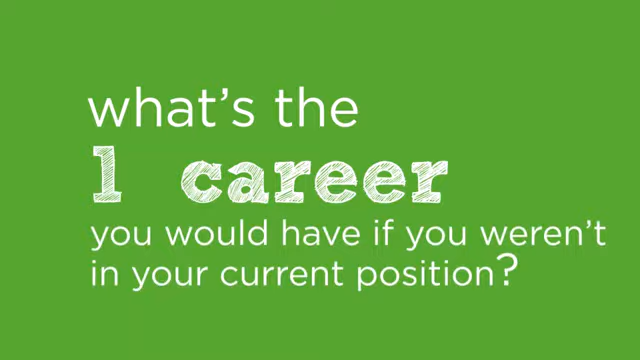 what's the
1 career
you would have if you weren't
in your current position?